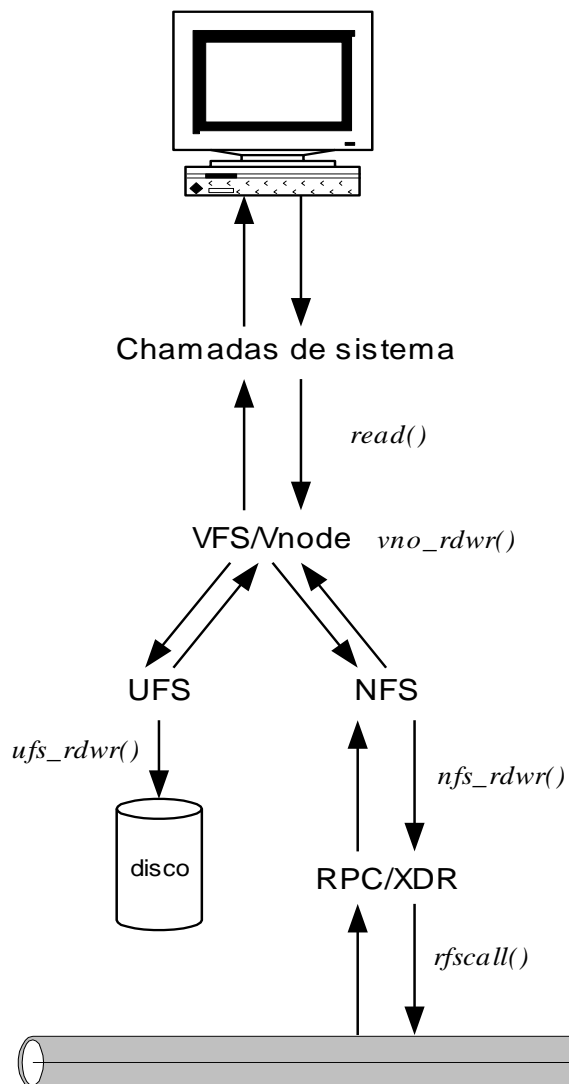 Chamadas de sistema
read()
VFS/Vnode vno_rdwr()
UFS NFS
ufs_rdwr() nfs_rdwr()
disco
RPC/XDR
rfscall()